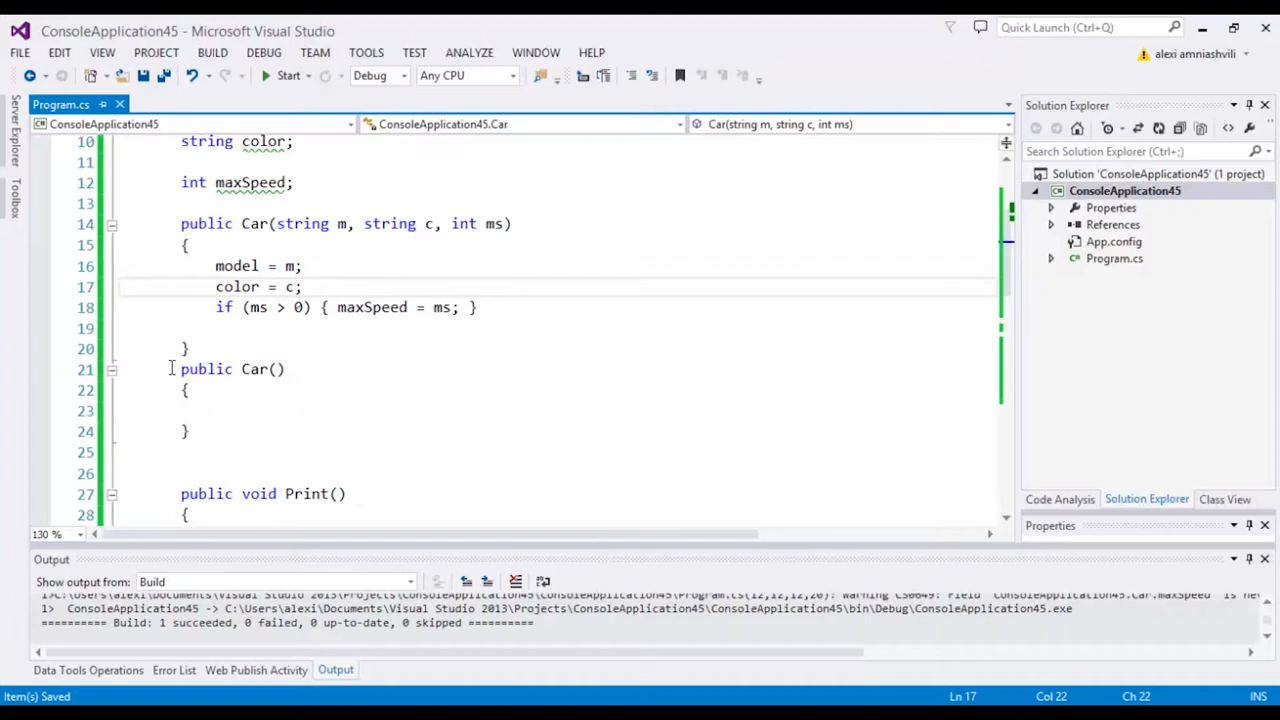 ConsoleApplication45 - Microsoft Visual Studio
Quick Launch (Ctrl+Q)
FILE EDIT VIEW PROJECT BUILD DEBUG TEAM TOOLS TEST ANALYZE WINDOW HELP
alexi amniashvili
Start Debug Any CPU
Program.cs
Solution Explorer
ConsoleApplication45 ConsoleApplication45.Car Car(string m, string c, int ms)
Server Explorer
Toolbox
Search Solution Explorer (Ctrl+;)
Solution 'ConsoleApplication45' (1 project)
ConsoleApplication45
Properties
References
App.config
Program.cs
10 string color;
11
12 int maxSpeed;
13
14 public Car(string m, string c, int ms)
15 {
16 model = m;
17 color = c;
18 if (ms > 0) { maxSpeed = ms; }
19
20 }
21 public Car()
22 {
23
24 }
25
26
27 public void Print()
28 {
130 %
Code Analysis Solution Explorer Class View
Properties
Output
Show output from: Build
1>C:\Users\alexi\Documents\Visual Studio 2013\Projects\ConsoleApplication45\ConsoleApplication45\Program.cs(12,12,12,20): warning CS0649: Field 'ConsoleApplication45.Car.maxSpeed' is
1> ConsoleApplication45 -> C:\Users\alexi\Documents\Visual Studio 2013\Projects\ConsoleApplication45\ConsoleApplication45\bin\Debug\ConsoleApplication45.exe
========== Build: 1 succeeded, 0 failed, 0 up-to-date, 0 skipped ==========
Data Tools Operations Error List Web Publish Activity Output
Item(s) Saved Ln 17 Col 22 Ch 22 INS